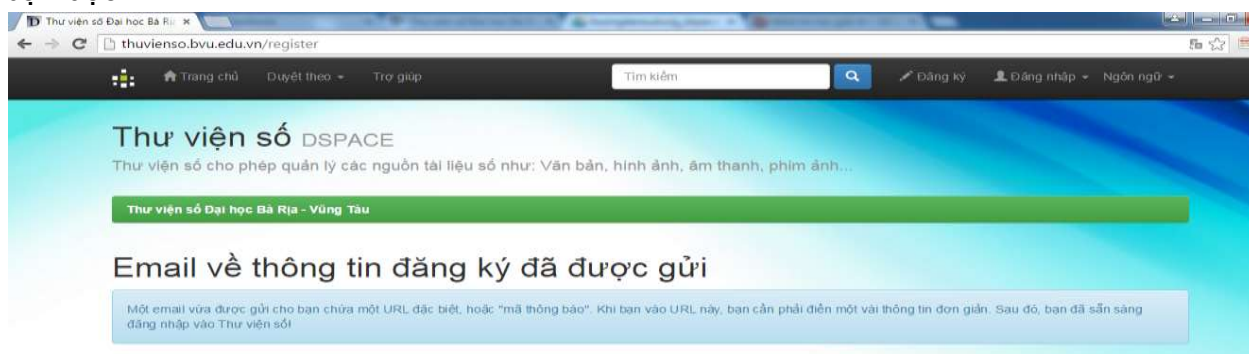 Thư viện số Đại học Bà Rị
thuvienso.bvu.edu.vn/register
Trang chủ Duyệt theo Trợ giúp Tìm kiếm Đăng ký Đăng nhập Ngôn ngữ
Thư viện số DSPACE
Thư viện số cho phép quản lý các nguồn tài liệu số như: Văn bản, hình ảnh, âm thanh, phim ảnh...
Thư viện số Đại học Bà Rịa - Vũng Tàu
Email về thông tin đăng ký đã được gửi
Một email vừa được gửi cho bạn chứa một URL đặc biệt, hoặc "mã thông báo". Khi bạn vào URL này, bạn cần phải điền một vài thông tin đơn giản. Sau đó, bạn đã sẵn sàng
đăng nhập vào Thư viện số!